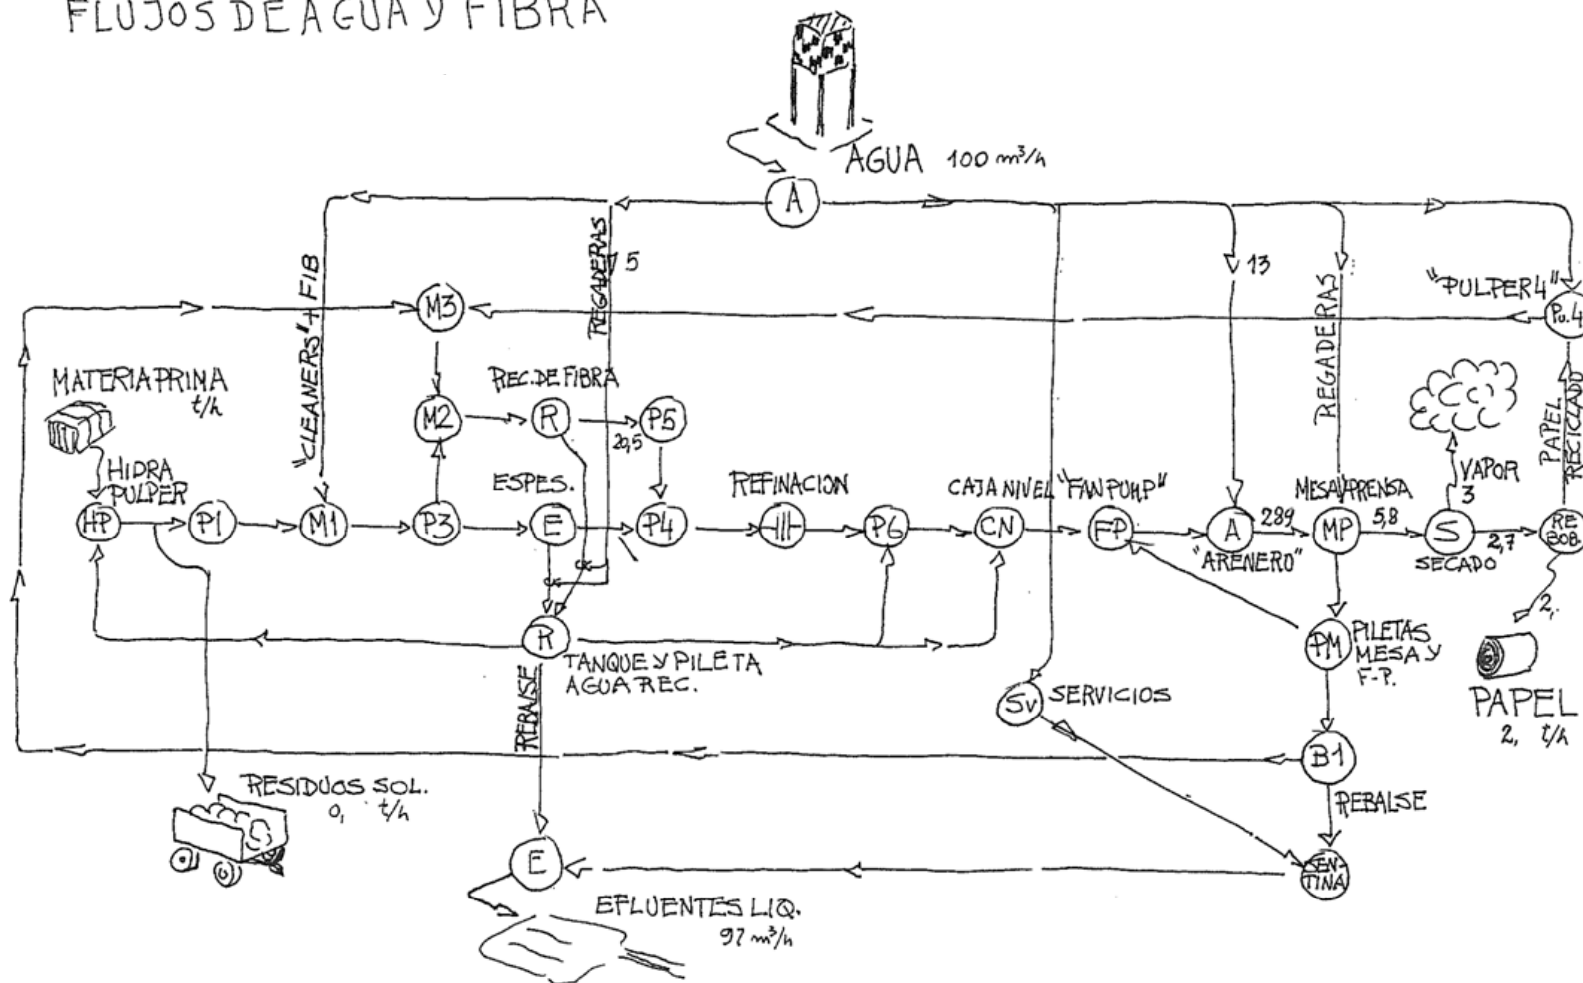 FLUJOS DE AGUA Y FIBRA
AGUA 100 m³/h
A
REGADERAS
5
13
"CLEANERS" + FIB
REGADERAS
"PULPER 4"
Pu.4
M3
MATERIA PRIMA
t/h
REC. DE FIBRA
M2
R
20,5
P5
PAPEL
RECICLADO
HIDRA
PULPER
ESPES.
REFINACION
CAJA NIVEL
"FAN PUMP"
MESA Y PRENSA
VAPOR
3
HP
P1
M1
P3
E
P4
P6
CN
FP
A
289
MP
5,8
S
2,7
RE
BOB.
"ARENERO"
SECADO
2,
R
TANQUE Y PILETA
AGUA REC.
PM
PILETAS
MESA Y
F-P.
REBALSE
Sv
SERVICIOS
PAPEL
2, t/h
B1
REBALSE
RESIDUOS SOL.
0, t/h
E
SEN-
TINA
EFLUENTES LIQ.
97 m³/h